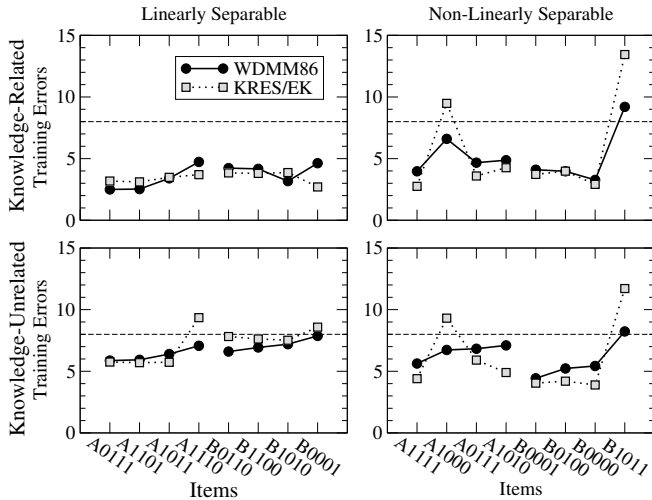 Linearly Separable
Non-Linearly Separable
Knowledge-Related
Training Errors
15
10
5
0
WDMM86
KRES/EK
15
10
5
0
Knowledge-Unrelated
Training Errors
15
10
5
0
A0111
A1101
A1011
A1110
B0110
B1100
B1010
B0001
Items
15
10
5
0
A1111
A1000
A0111
A1010
B0001
B0100
B0000
B1011
Items